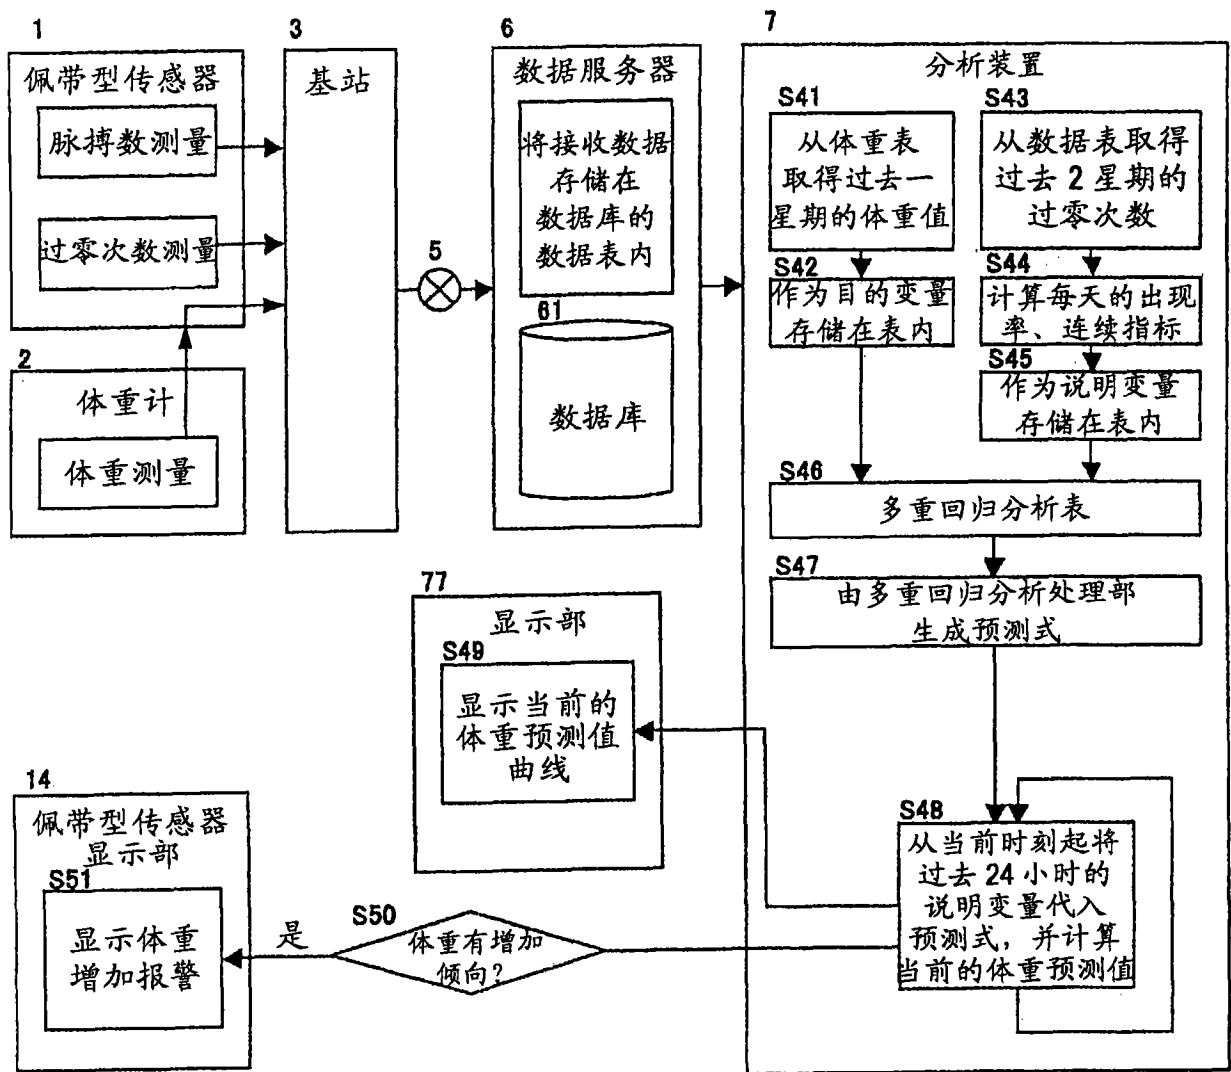 1
佩带型传感器
脉搏数测量
过零次数测量
2
体重计
体重测量
3
基站
5
6
数据服务器
将接收数据
存储在
数据库的
数据表内
61
数据库
7
分析装置
S41
从体重表
取得过去一
星期的体重值
S42
作为目的变量
存储在表内
S43
从数据表取得
过去2星期的
过零次数
S44
计算每天的出现
率、连续指标
S45
作为说明变量
存储在表内
S46
多重回归分析表
S47
由多重回归分析处理部
生成预测式
S48
从当前时刻起将
过去24小时的
说明变量代入
预测式，并计算
当前的体重预测值
77
显示部
S49
显示当前的
体重预测值
曲线
S50
体重有增加
倾向?
是
14
佩带型传感器
显示部
S51
显示体重
增加报警